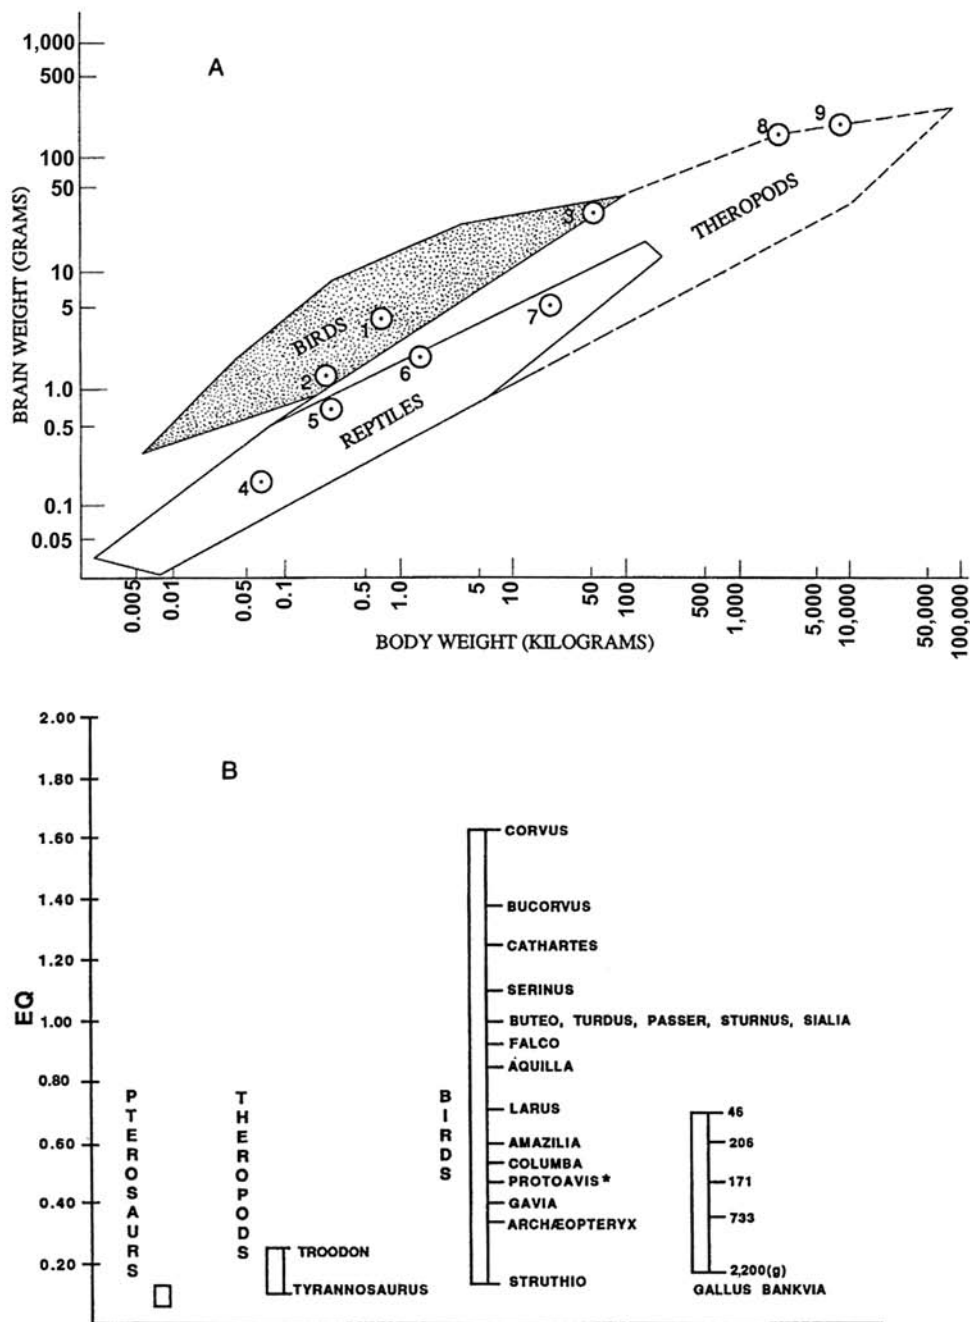 A
1,000
500
100
50
10
5
1.0
0.5
0.1
0.05
BRAIN WEIGHT (GRAMS)
BIRDS
REPTILES
THEROPODS
1
2
3
4
5
6
7
8
9
0.005
0.01
0.05
0.1
0.5
1.0
5
10
50
100
500
1,000
5,000
10,000
50,000
100,000
BODY WEIGHT (KILOGRAMS)
B
2.00
1.80
1.60
1.40
1.20
1.00
0.80
0.60
0.40
0.20
EQ
PTEROSAURS
THEROPODS
TROODON
TYRANNOSAURUS
BIRDS
CORVUS
BUCORVUS
CATHARTES
SERINUS
BUTEO, TURDUS, PASSER, STURNUS, SIALIA
FALCO
AQUILLA
LARUS
AMAZILIA
COLUMBA
PROTOAVIS*
GAVIA
ARCHÆOPTERYX
STRUTHIO
46
206
171
733
2,200(g)
GALLUS BANKVIA